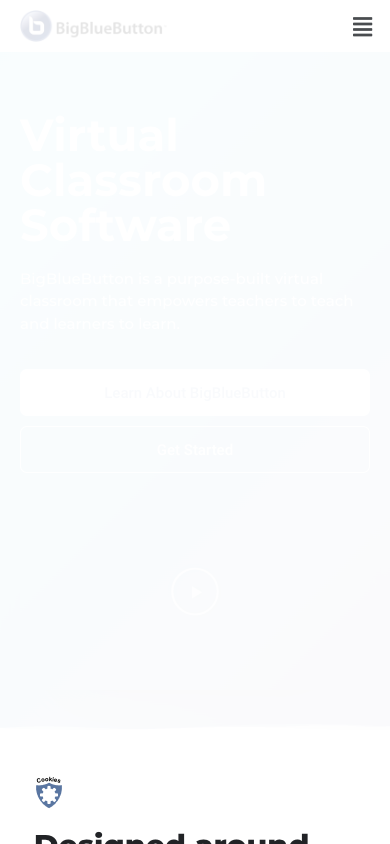 BigBlueButton
Virtual
Classroom
Software
BigBlueButton is a purpose-built virtual
classroom that empowers teachers to teach
and learners to learn.
Learn About BigBlueButton
Get Started
Cookies
Designed around